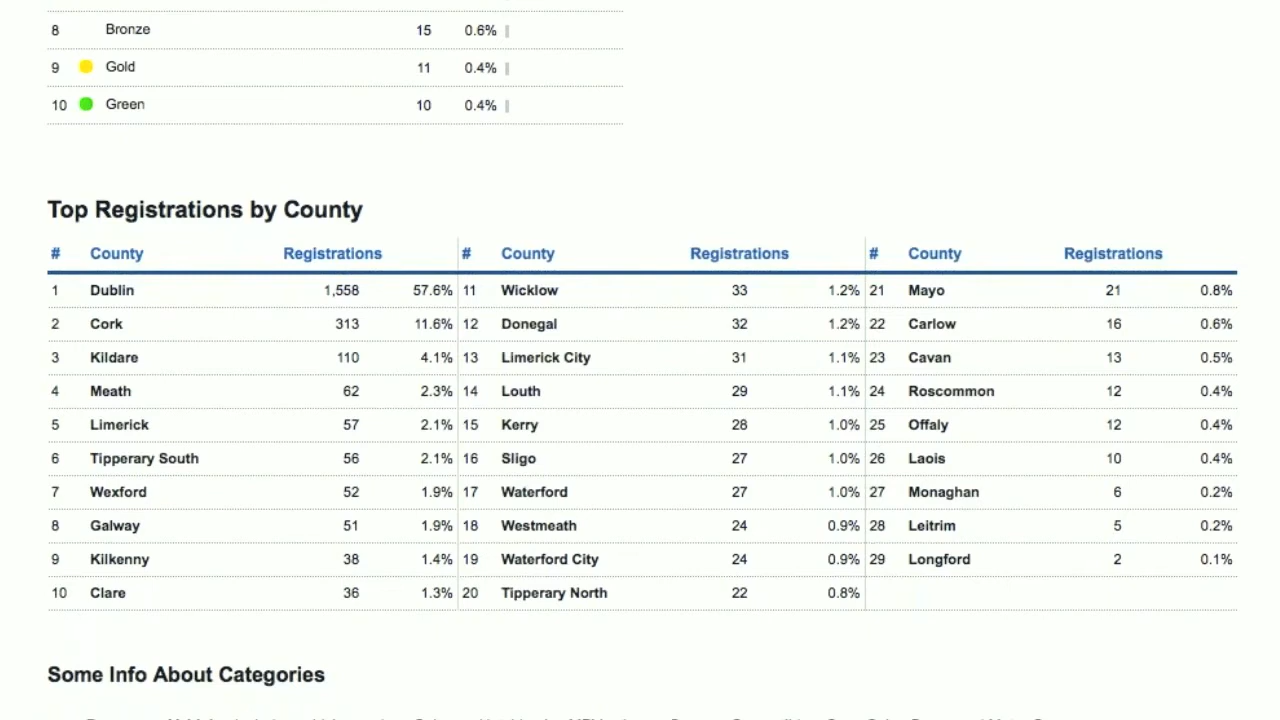 8 Bronze 15 0.6%
9 Gold 11 0.4%
10 Green 10 0.4%
Top Registrations by County
# County Registrations # County Registrations # County Registrations
1 Dublin 1,558 57.6% 11 Wicklow 33 1.2% 21 Mayo 21 0.8%
2 Cork 313 11.6% 12 Donegal 32 1.2% 22 Carlow 16 0.6%
3 Kildare 110 4.1% 13 Limerick City 31 1.1% 23 Cavan 13 0.5%
4 Meath 62 2.3% 14 Louth 29 1.1% 24 Roscommon 12 0.4%
5 Limerick 57 2.1% 15 Kerry 28 1.0% 25 Offaly 12 0.4%
6 Tipperary South 56 2.1% 16 Sligo 27 1.0% 26 Laois 10 0.4%
7 Wexford 52 1.9% 17 Waterford 27 1.0% 27 Monaghan 6 0.2%
8 Galway 51 1.9% 18 Westmeath 24 0.9% 28 Leitrim 5 0.2%
9 Kilkenny 38 1.4% 19 Waterford City 24 0.9% 29 Longford 2 0.1%
10 Clare 36 1.3% 20 Tipperary North 22 0.8%
Some Info About Categories